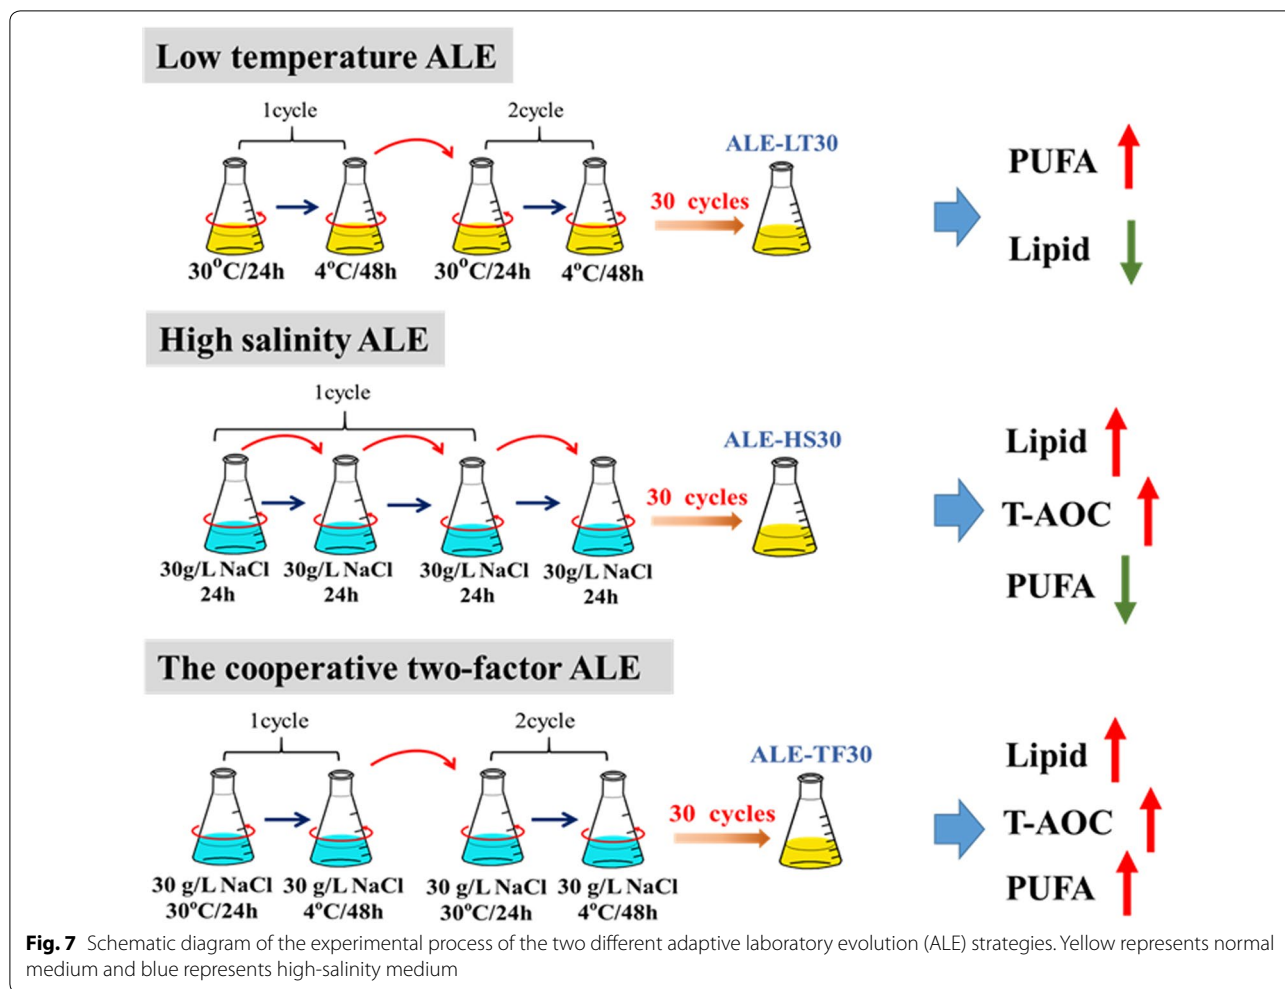 Low temperature ALE
1cycle
2cycle
ALE-LT30
30 cycles
30°C/24h
4°C/48h
30°C/24h
4°C/48h
PUFA
Lipid
High salinity ALE
1cycle
ALE-HS30
30 cycles
30g/L NaCl
24h
30g/L NaCl
24h
30g/L NaCl
24h
30g/L NaCl
24h
Lipid
T-AOC
PUFA
The cooperative two-factor ALE
1cycle
2cycle
ALE-TF30
30 cycles
30 g/L NaCl
30°C/24h
30 g/L NaCl
4°C/48h
30 g/L NaCl
30°C/24h
30 g/L NaCl
4°C/48h
Lipid
T-AOC
PUFA
Fig. 7 Schematic diagram of the experimental process of the two different adaptive laboratory evolution (ALE) strategies. Yellow represents normal
medium and blue represents high-salinity medium